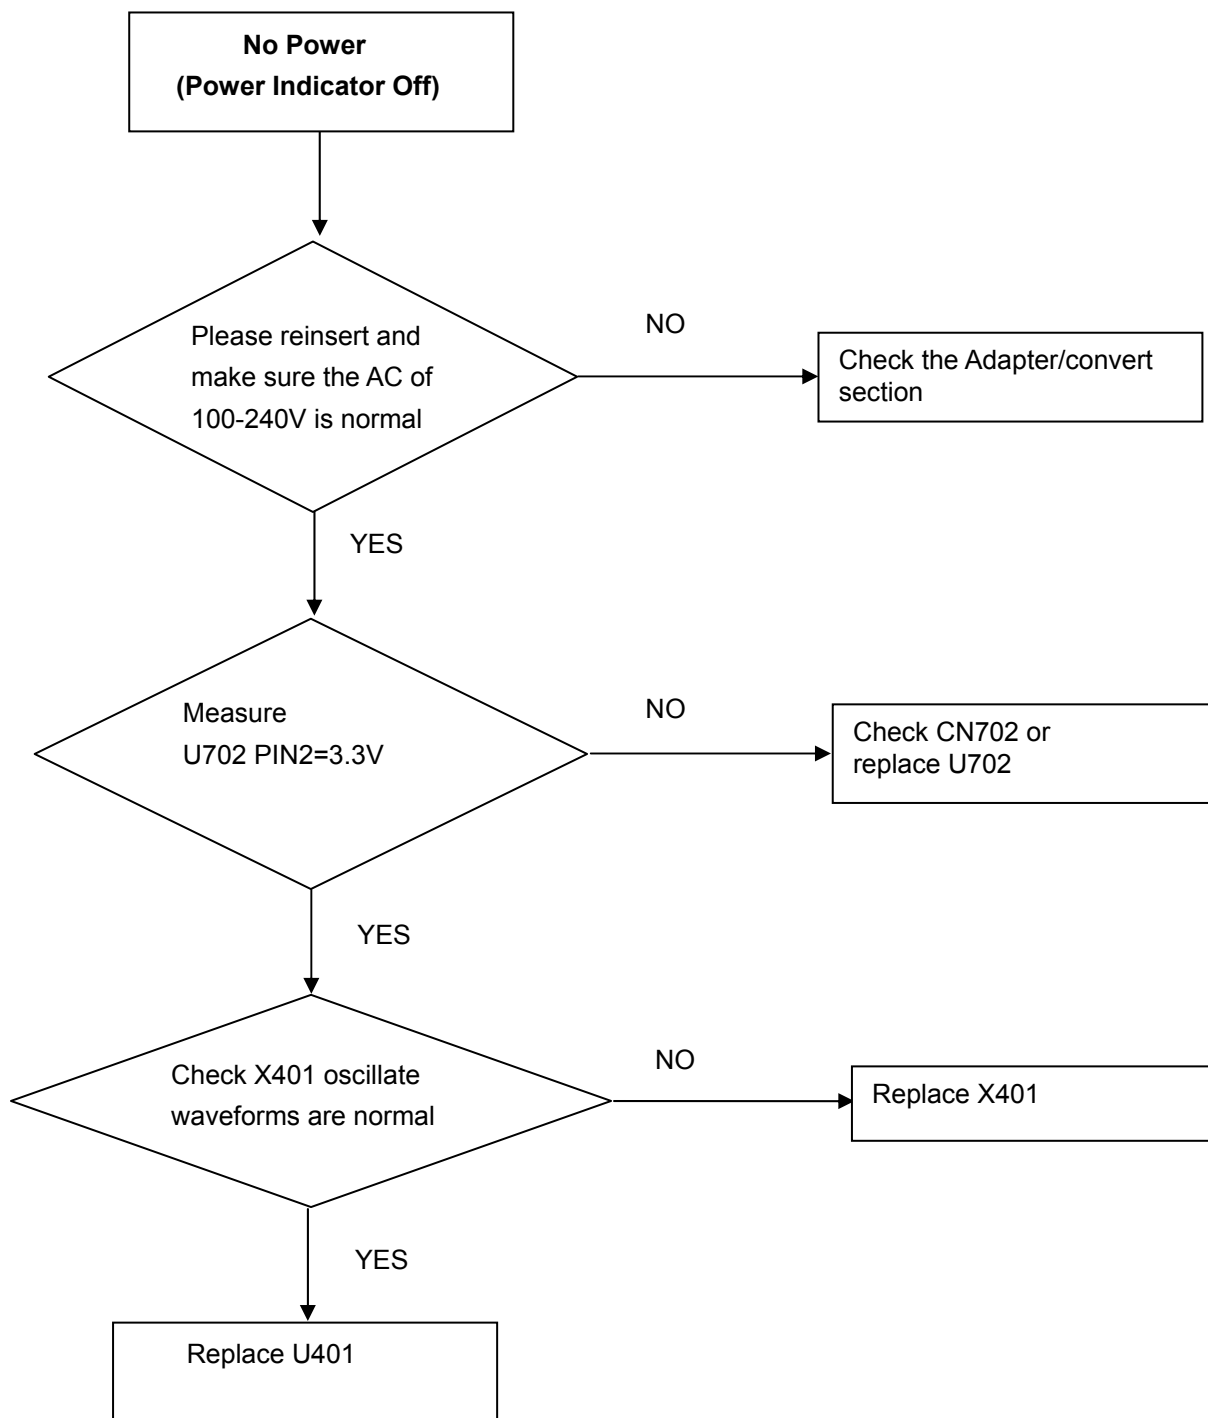 No Power
(Power Indicator Off)
Please reinsert and
make sure the AC of
100-240V is normal
NO
Check the Adapter/convert
section
YES
Measure
U702 PIN2=3.3V
NO
Check CN702 or
replace U702
YES
Check X401 oscillate
waveforms are normal
NO
Replace X401
YES
Replace U401